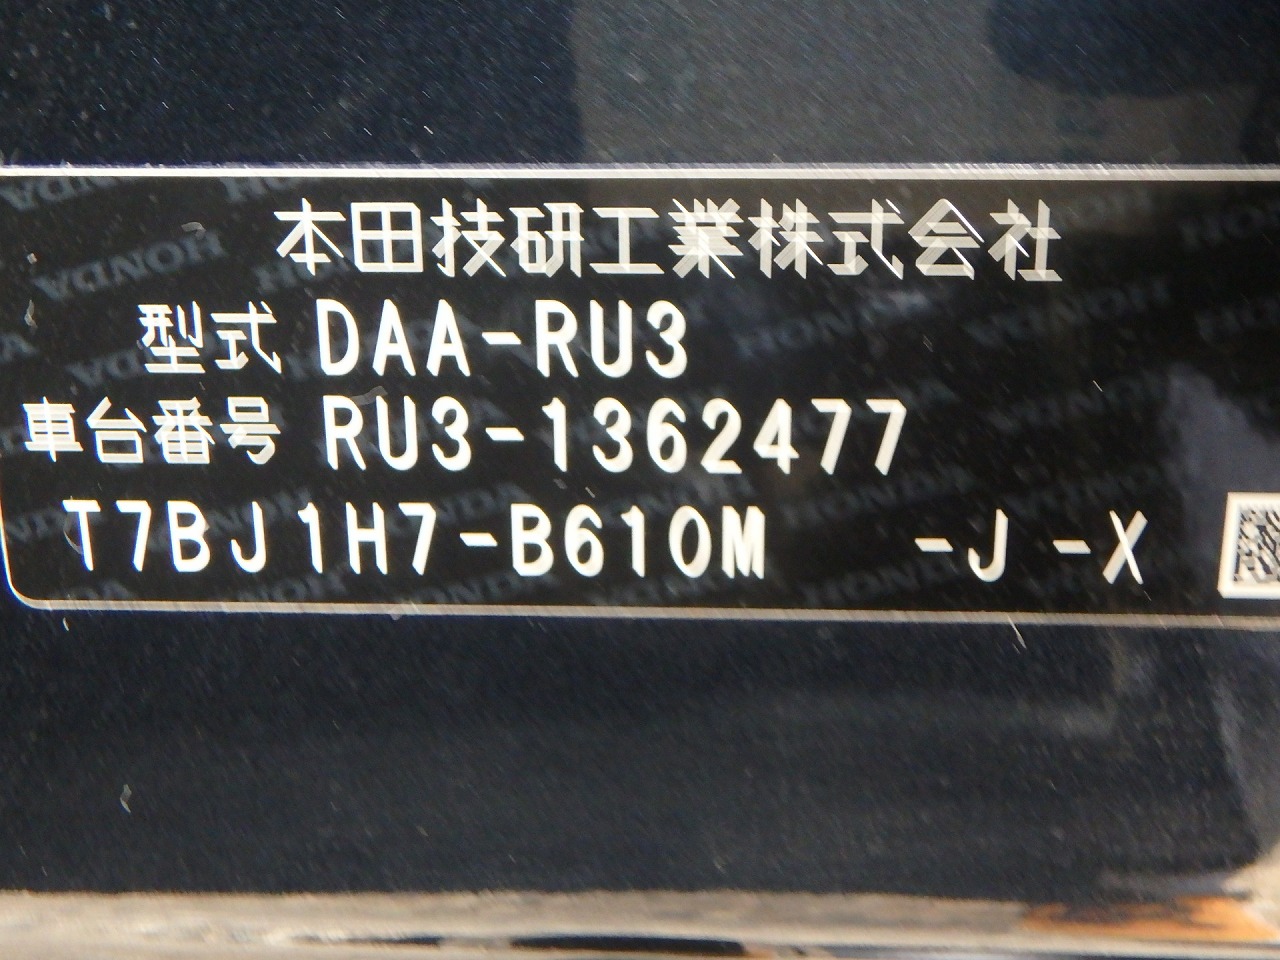 本田技研工業株式会社
型式 DAA-RU3
車台番号 RU3-1362477
T7BJ1H7-B610M -J -X